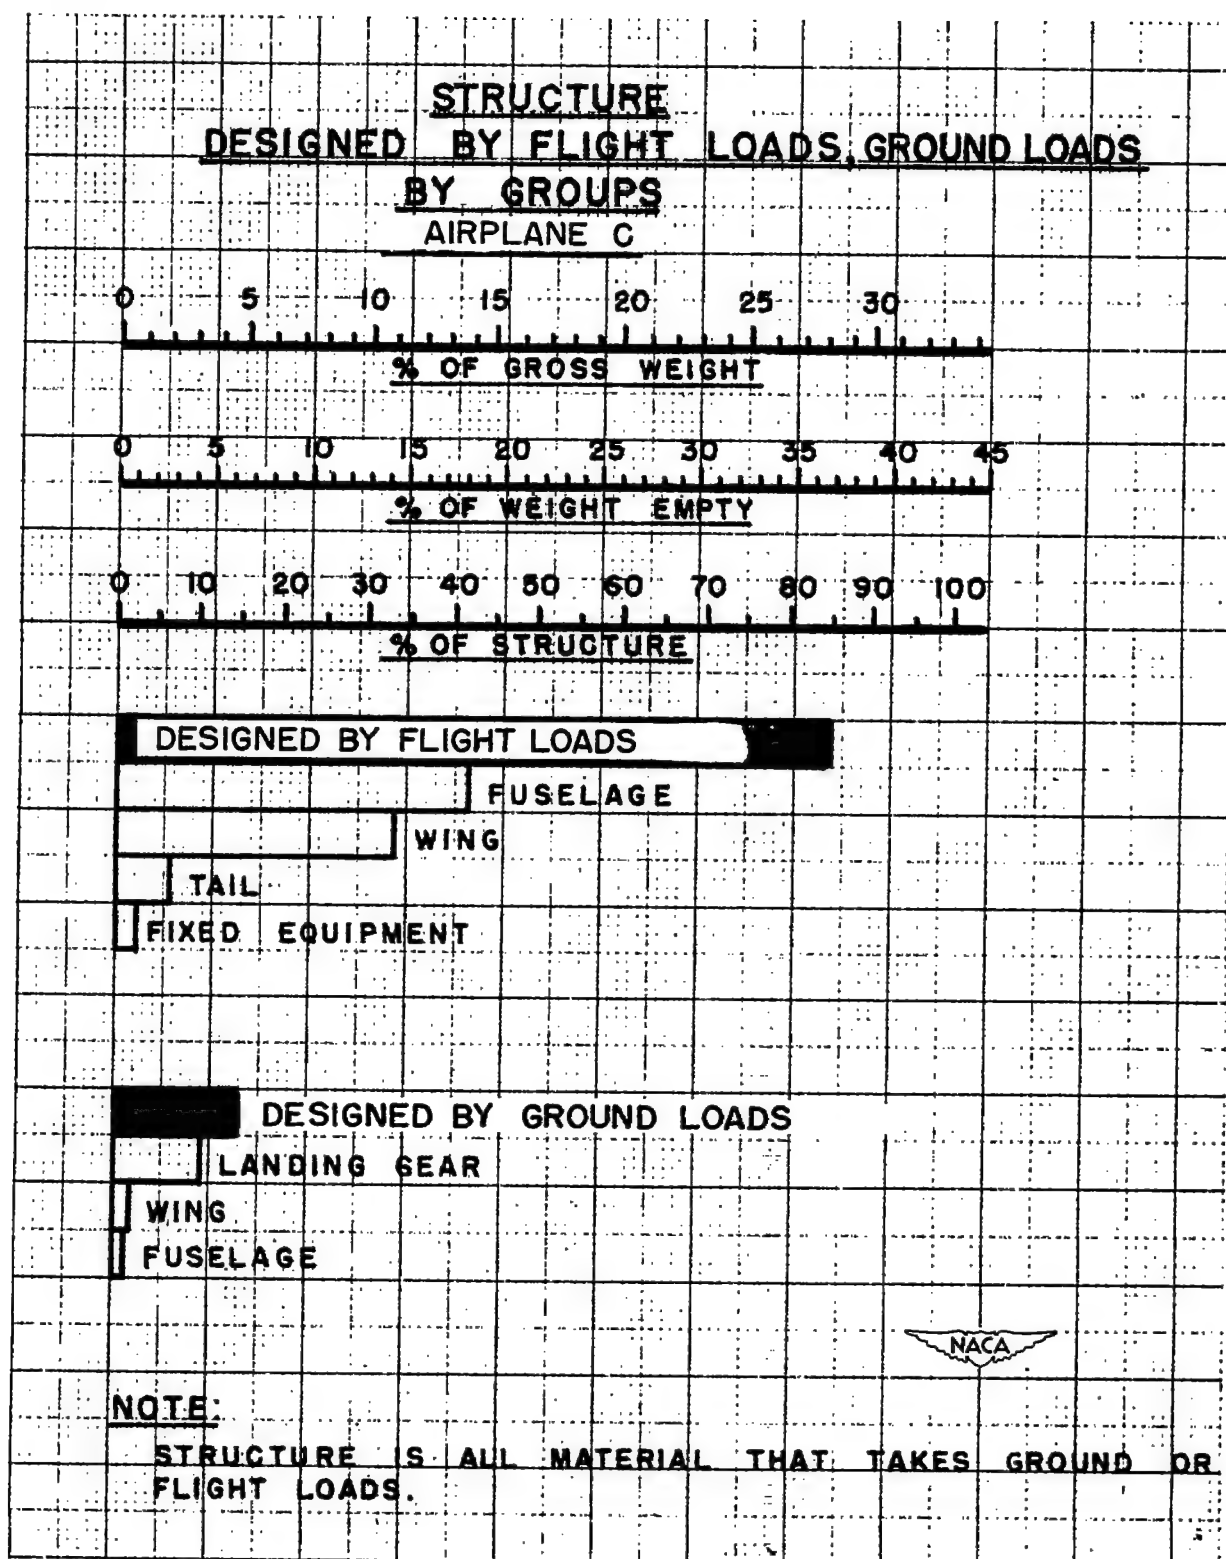 STRUCTURE
DESIGNED BY FLIGHT LOADS, GROUND LOADS
BY GROUPS
AIRPLANE C
0 5 10 15 20 25 30
% OF GROSS WEIGHT
0 5 10 15 20 25 30 35 40 45
% OF WEIGHT EMPTY
0 10 20 30 40 50 60 70 80 90 100
% OF STRUCTURE
DESIGNED BY FLIGHT LOADS
FUSELAGE
WING
TAIL
FIXED EQUIPMENT
DESIGNED BY GROUND LOADS
LANDING GEAR
WING
FUSELAGE
NACA
NOTE:
STRUCTURE IS ALL MATERIAL THAT TAKES GROUND OR
FLIGHT LOADS.